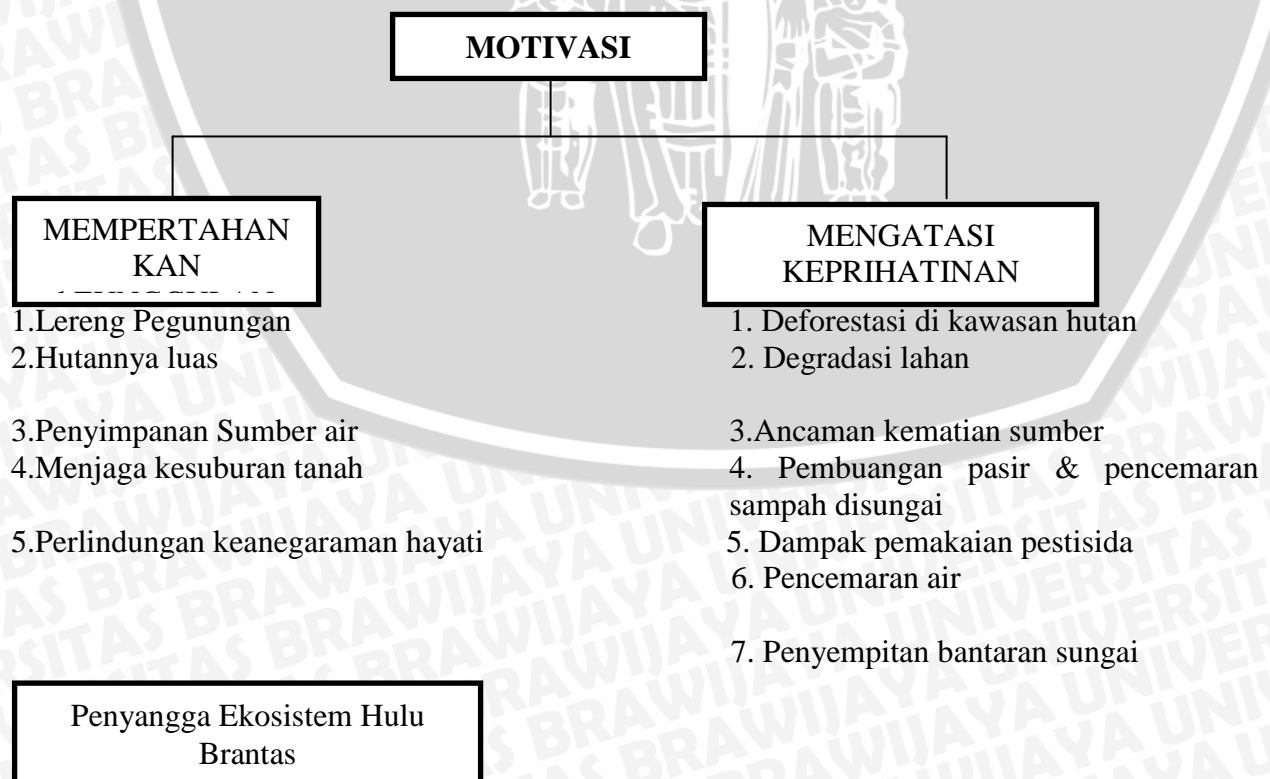 MOTIVASI
MEMPERTAHAN
KAN
1.Lereng Pegunungan
2.Hutannya luas
3.Penyimpanan Sumber air
4.Menjaga kesuburan tanah
5.Perlindungan keanegaraman hayati
MENGATASI
KEPRIHATINAN
1. Deforestasi di kawasan hutan
2. Degradasi lahan
3.Ancaman kematian sumber
4. Pembuangan pasir & pencemaran
sampah disungai
5. Dampak pemakaian pestisida
6. Pencemaran air
7. Penyempitan bantaran sungai
Penyangga Ekosistem Hulu
Brantas